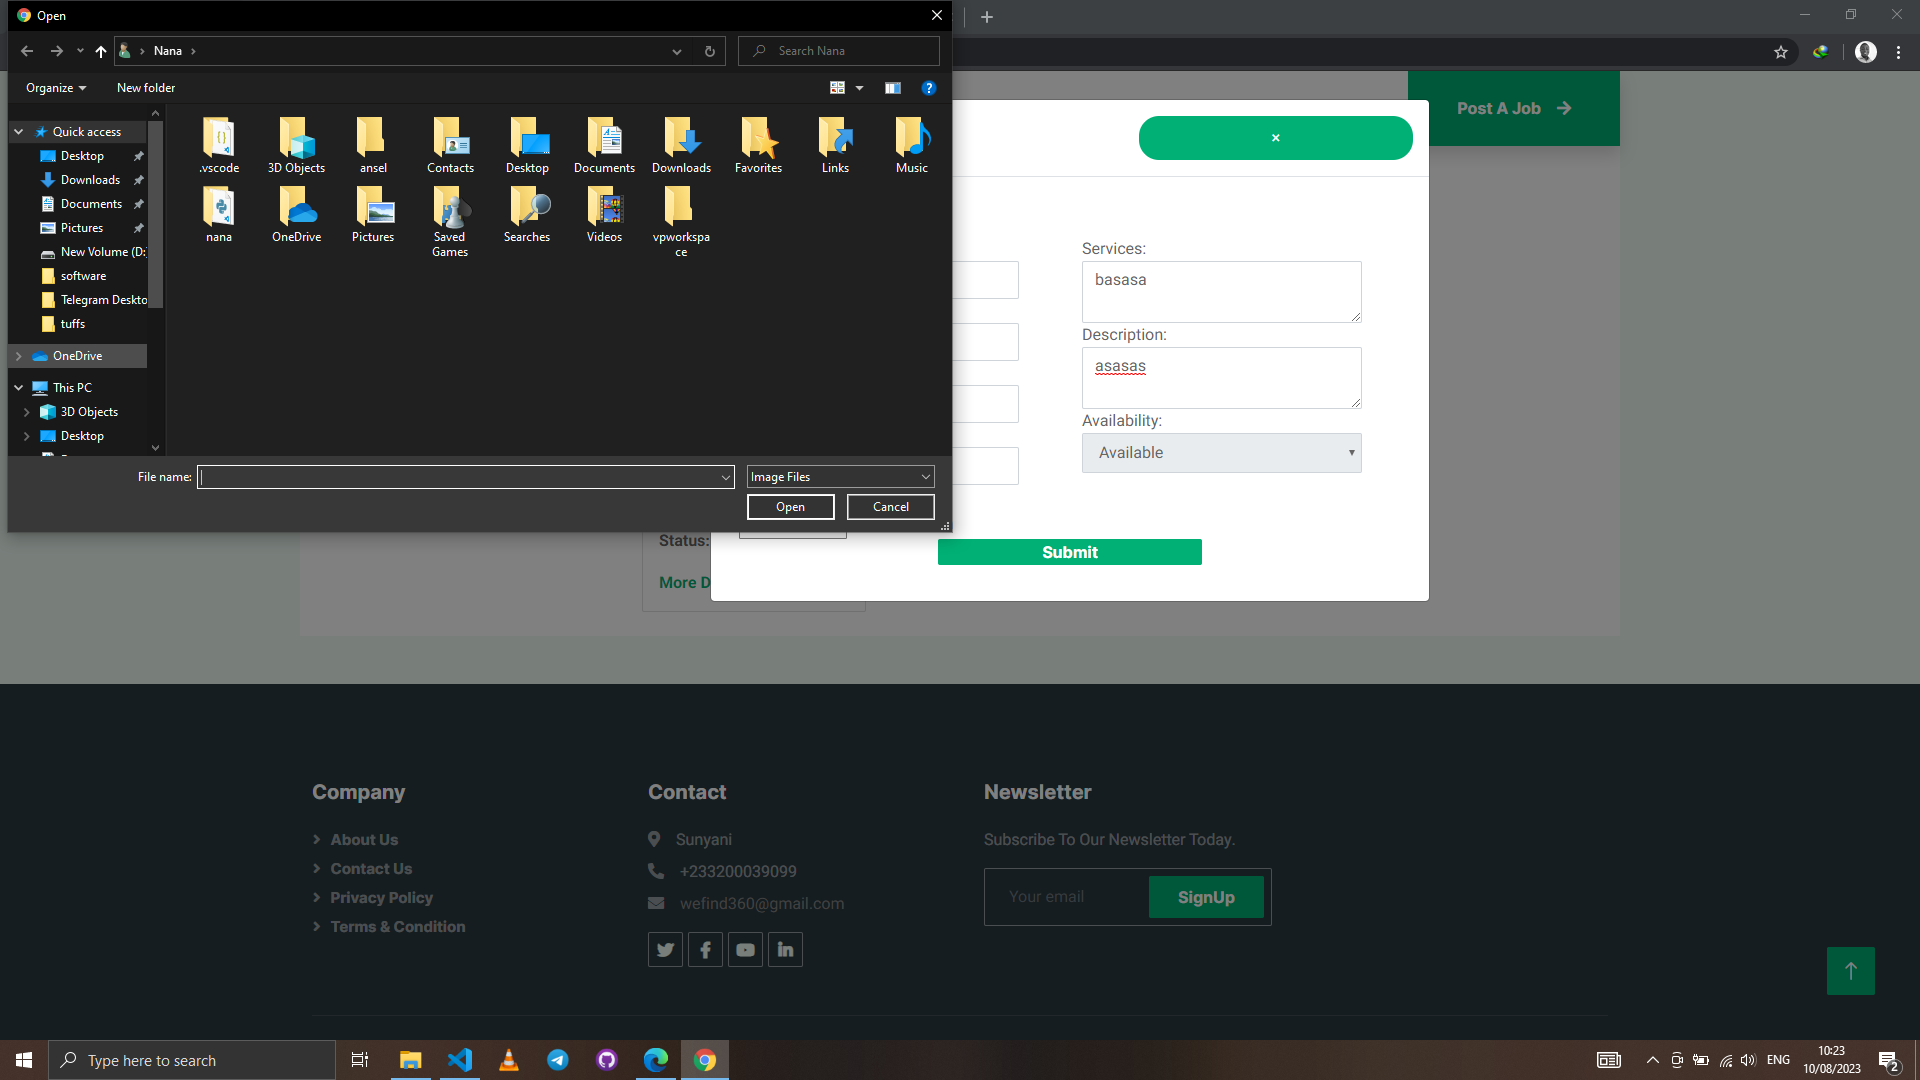 Open
Nana
Search Nana
Organize
New folder
Quick access
Desktop
Downloads
Documents
Pictures
New Volume (D:
software
Telegram Deskto
tuffs
OneDrive
This PC
3D Objects
Desktop
.vscode
3D Objects
ansel
Contacts
Desktop
Documents
Downloads
Favorites
Links
Music
nana
OneDrive
Pictures
Saved
Games
Searches
Videos
vpworkspa
ce
File name:
Image Files
Open
Cancel
Post A Job
×
Services:
basasa
Description:
asasas
Availability:
Available
Submit
Status:
More D
Company
About Us
Contact Us
Privacy Policy
Terms & Condition
Contact
Sunyani
+233200039099
wefind360@gmail.com
Newsletter
Subscribe To Our Newsletter Today.
Your email
SignUp
Type here to search
ENG
10:23
10/08/2023
2